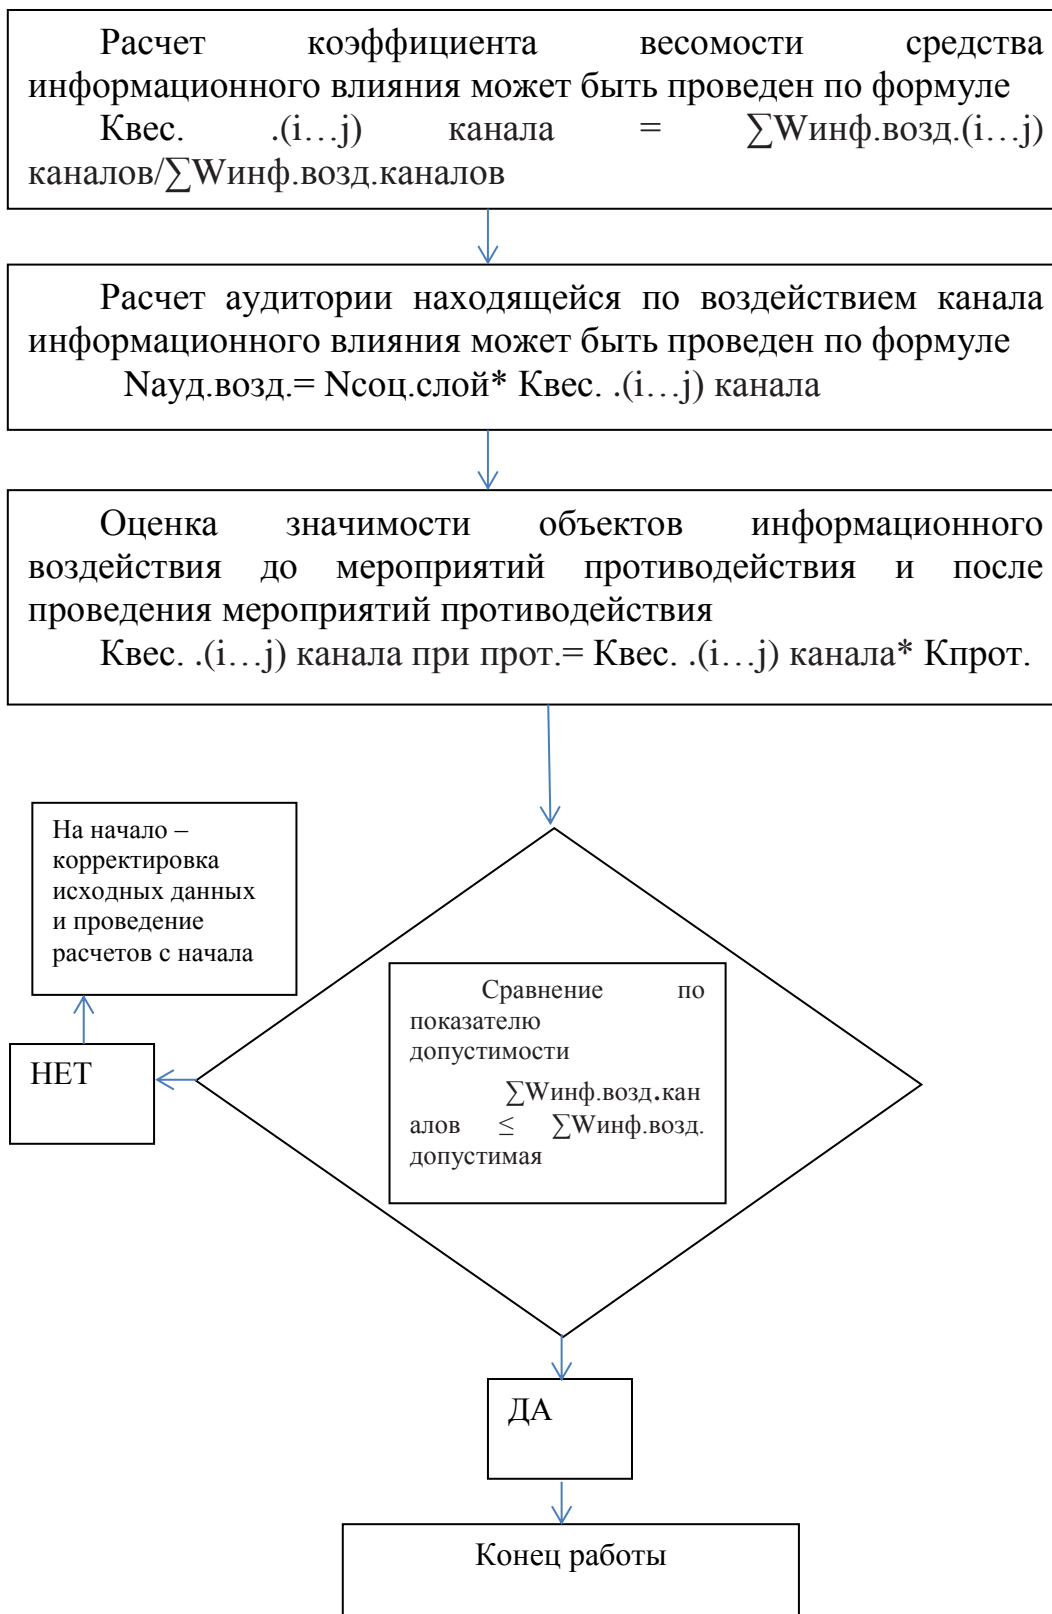 Расчет коэффициента весомости средства
информационного влияния может быть проведен по формуле
Квес. .(i…j) канала = ∑Wинф.возд.(i…j)
каналов/∑Wинф.возд.каналов
Расчет аудитории находящейся по воздействием канала
информационного влияния может быть проведен по формуле
Nауд.возд.= Nсоц.слой* Квес. .(i…j) канала
Оценка значимости объектов информационного
воздействия до мероприятий противодействия и после
проведения мероприятий противодействия
Квес. .(i…j) канала при прот.= Квес. .(i…j) канала* Кпрот.
На начало –
корректировка
исходных данных
и проведение
расчетов с начала
Сравнение по
показателю
допустимости
∑Wинф.возд.кан
алов ≤ ∑Wинф.возд.
допустимая
НЕТ
ДА
Конец работы